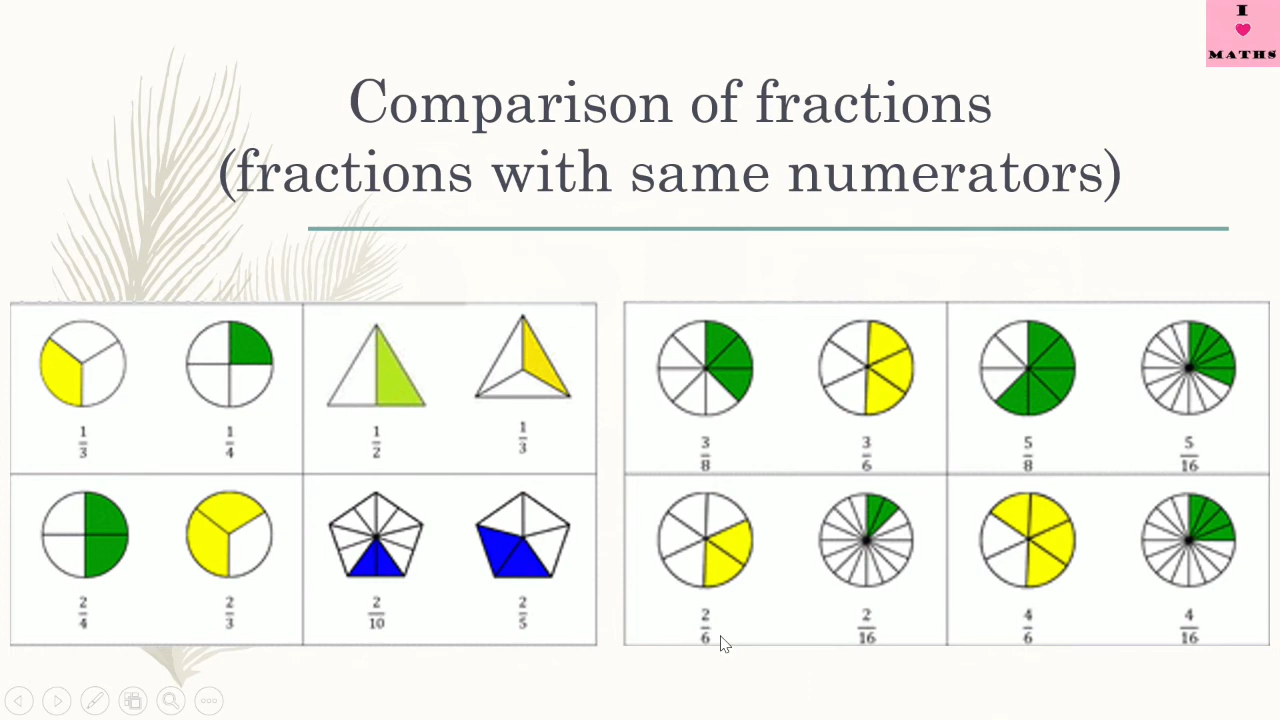 I
MATHS
Comparison of fractions
(fractions with same numerators)
1/3 1/4 1/2 1/3
3/8 3/6 5/8 5/16
2/4 2/3 2/10 2/5
2/6 2/16 4/6 4/16